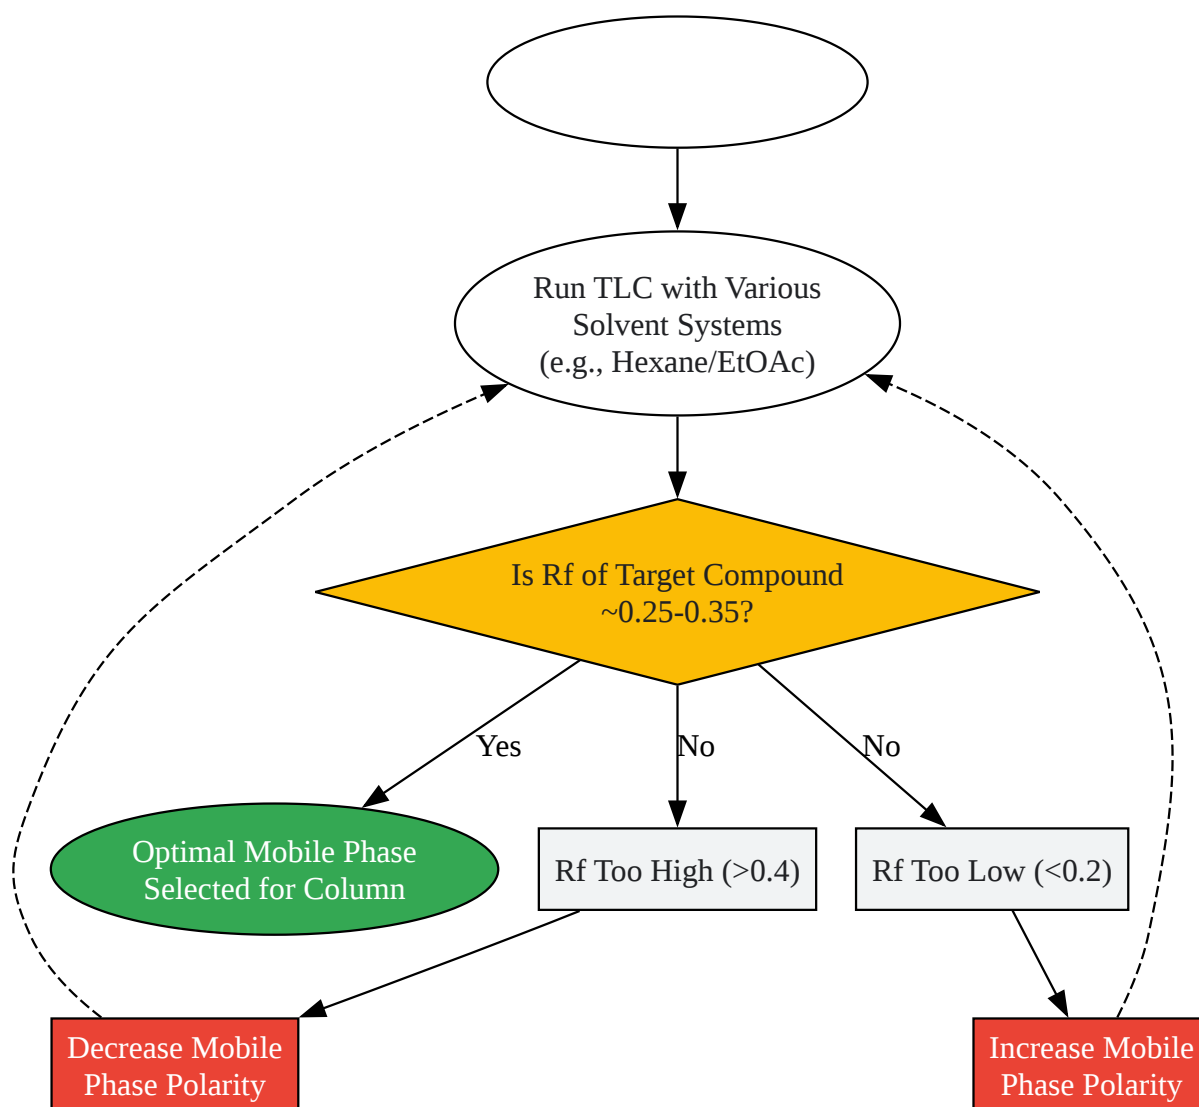 Run TLC with Various
Solvent Systems
(e.g., Hexane/EtOAc)
Is Rf of Target Compound
~0.25-0.35?
Yes
No
No
Optimal Mobile Phase
Selected for Column
Rf Too High (>0.4)
Rf Too Low (<0.2)
Decrease Mobile
Phase Polarity
Increase Mobile
Phase Polarity